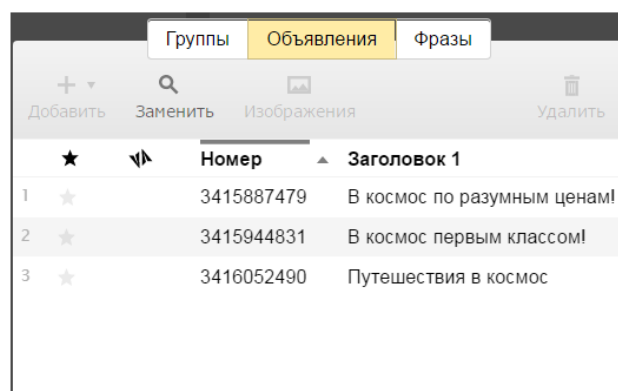 Группы Объявления Фразы
Добавить Заменить Изображения Удалить
Номер Заголовок 1
1 3415887479 В космос по разумным ценам!
2 3415944831 В космос первым классом!
3 3416052490 Путешествия в космос